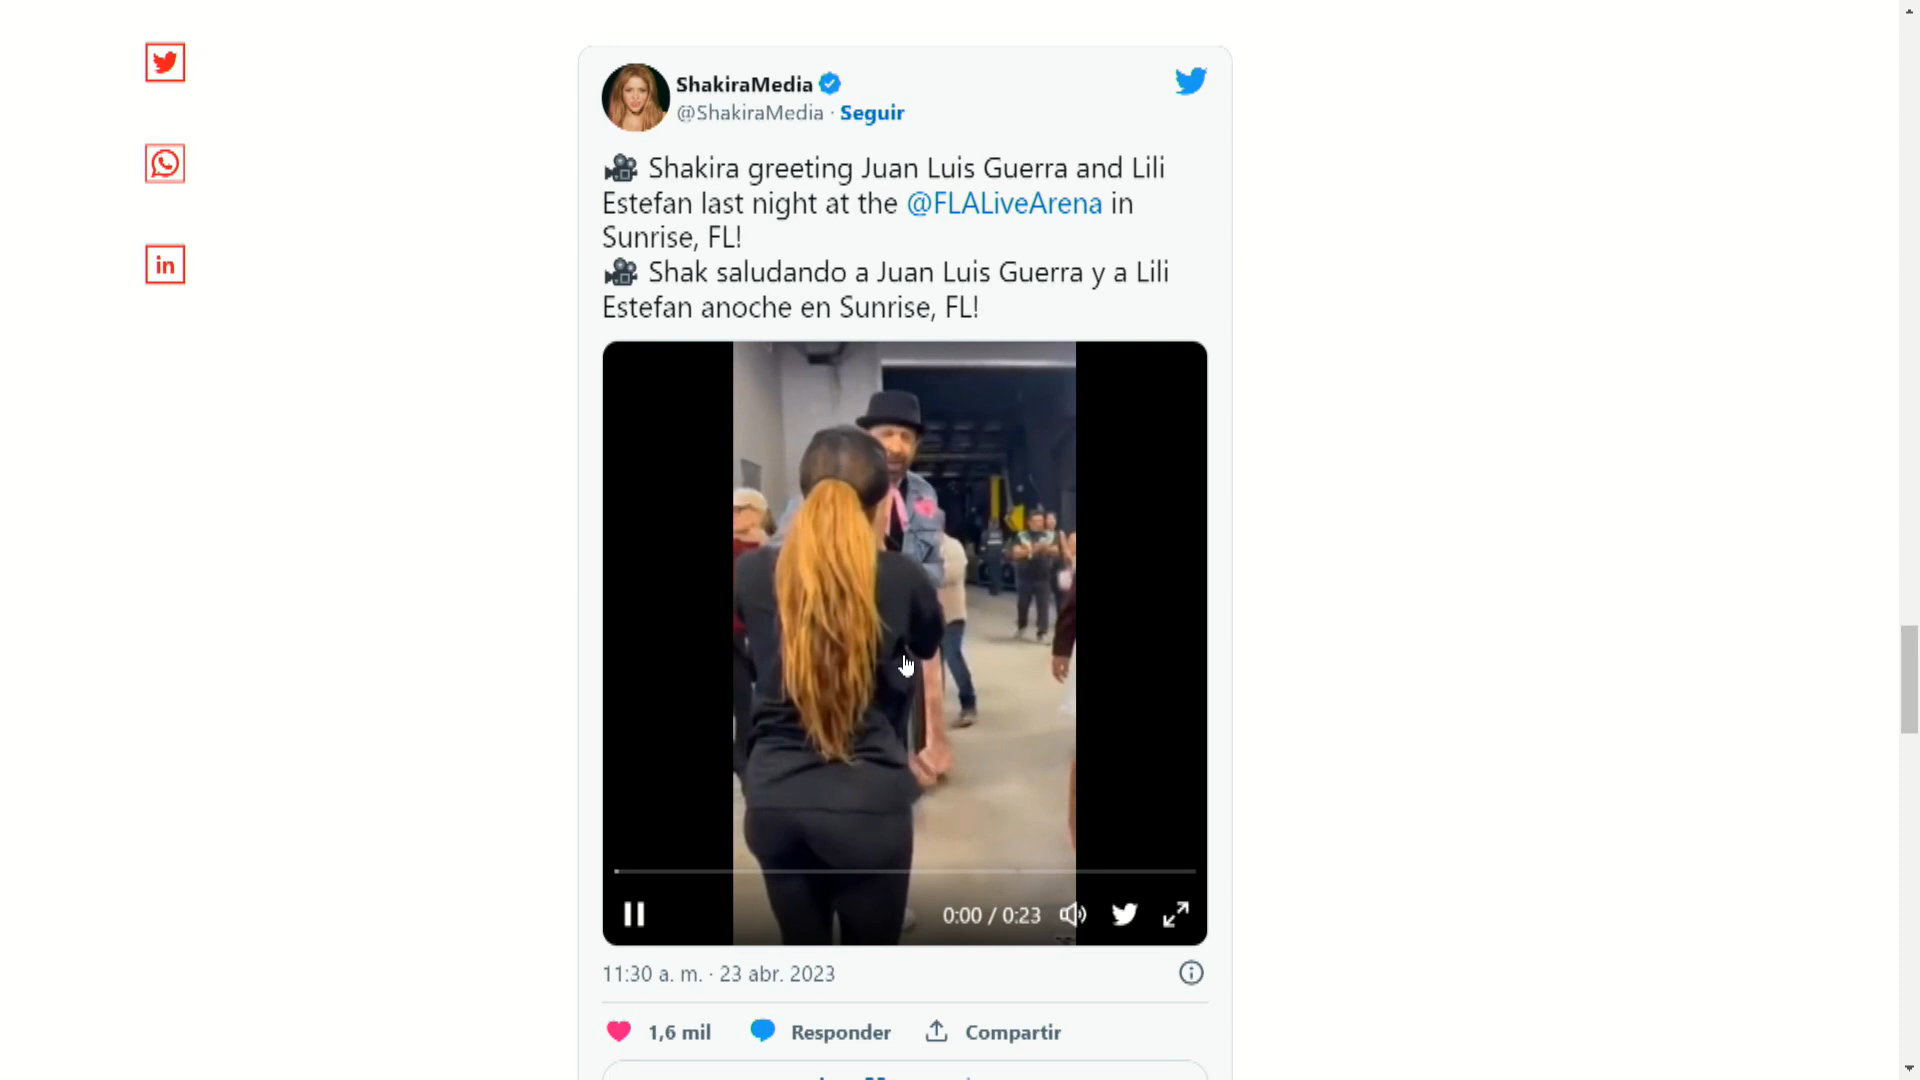 ShakiraMedia
@ShakiraMedia · Seguir
🎥 Shakira greeting Juan Luis Guerra and Lili
Estefan last night at the @FLALiveArena in
Sunrise, FL!
🎥 Shak saludando a Juan Luis Guerra y a Lili
Estefan anoche en Sunrise, FL!
0:00 / 0:23
11:30 a. m. · 23 abr. 2023
1,6 mil Responder Compartir
in